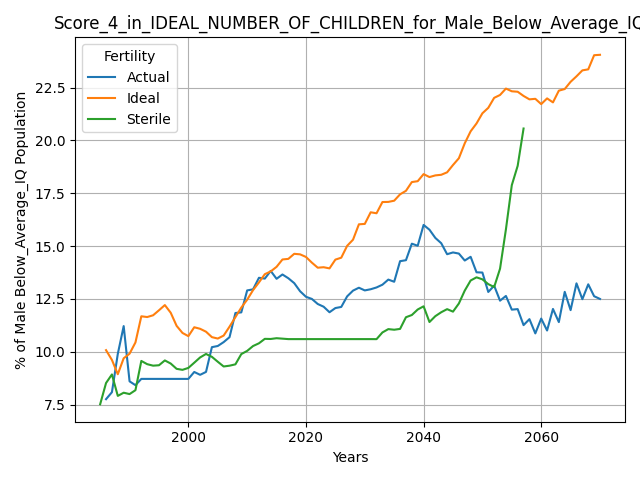 Score_4_in_IDEAL_NUMBER_OF_CHILDREN_for_Male_Below_Average_IQ
Fertility
Actual
Ideal
Sterile
% of Male Below_Average_IQ Population
22.5
20.0
17.5
15.0
12.5
10.0
7.5
2000 2020 2040 2060
Years